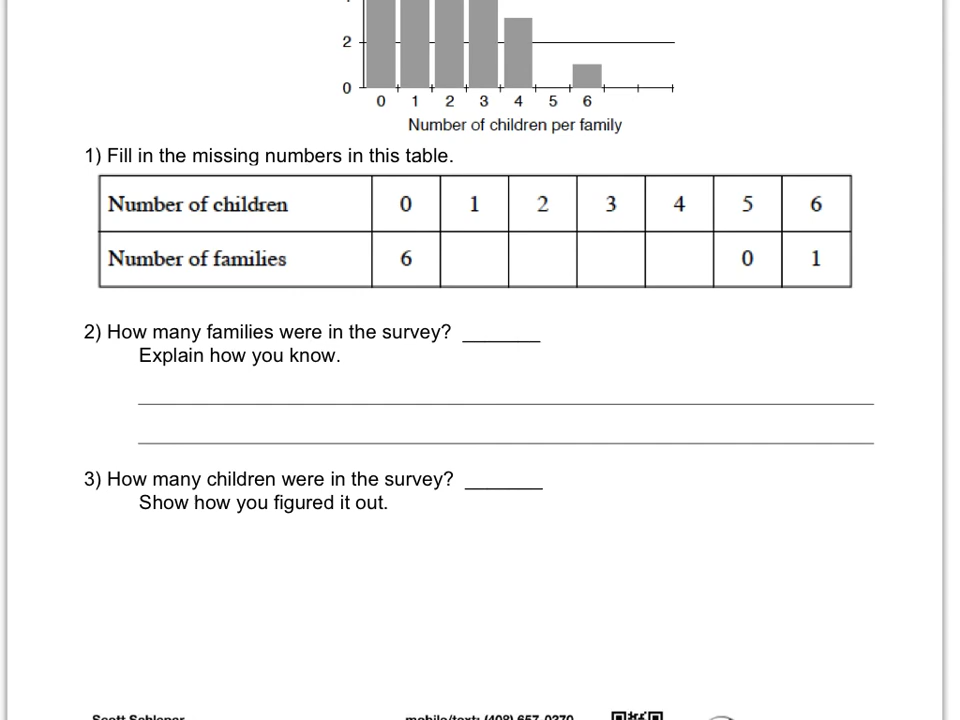 2
0
0 1 2 3 4 5 6
Number of children per family
1) Fill in the missing numbers in this table.
Number of children 0 1 2 3 4 5 6
Number of families 6 0 1
2) How many families were in the survey? _______
Explain how you know.
3) How many children were in the survey? _______
Show how you figured it out.